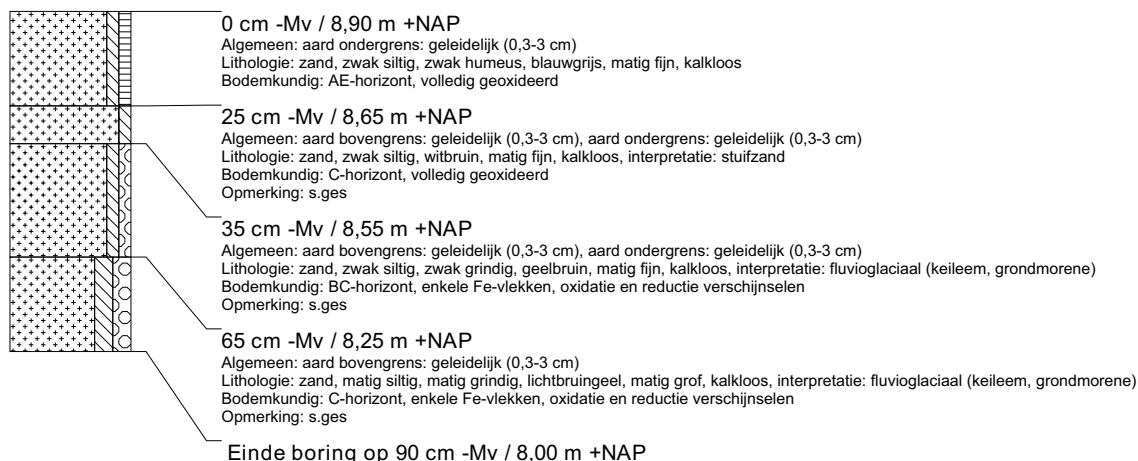 0 cm -Mv / 8,90 m +NAP
Algemeen: aard ondergrens: geleidelijk (0,3-3 cm)
Lithologie: zand, zwak siltig, zwak humeus, blauwgrijs, matig fijn, kalkloos
Bodemkundig: AE-horizont, volledig geoxideerd
25 cm -Mv / 8,65 m +NAP
Algemeen: aard bovengrens: geleidelijk (0,3-3 cm), aard ondergrens: geleidelijk (0,3-3 cm)
Lithologie: zand, zwak siltig, witbruin, matig fijn, kalkloos, interpretatie: stuifzand
Bodemkundig: C-horizont, volledig geoxideerd
Opmerking: s.ges
35 cm -Mv / 8,55 m +NAP
Algemeen: aard bovengrens: geleidelijk (0,3-3 cm), aard ondergrens: geleidelijk (0,3-3 cm)
Lithologie: zand, zwak siltig, zwak grindig, geelbruin, matig fijn, kalkloos, interpretatie: fluvioglaciaal (keileem, grondmorene)
Bodemkundig: BC-horizont, enkele Fe-vlekken, oxidatie en reductie verschijnselen
Opmerking: s.ges
65 cm -Mv / 8,25 m +NAP
Algemeen: aard bovengrens: geleidelijk (0,3-3 cm)
Lithologie: zand, matig siltig, matig grindig, lichtbruingeel, matig grof, kalkloos, interpretatie: fluvioglaciaal (keileem, grondmorene)
Bodemkundig: C-horizont, enkele Fe-vlekken, oxidatie en reductie verschijnselen
Opmerking: s.ges
Einde boring op 90 cm -Mv / 8,00 m +NAP